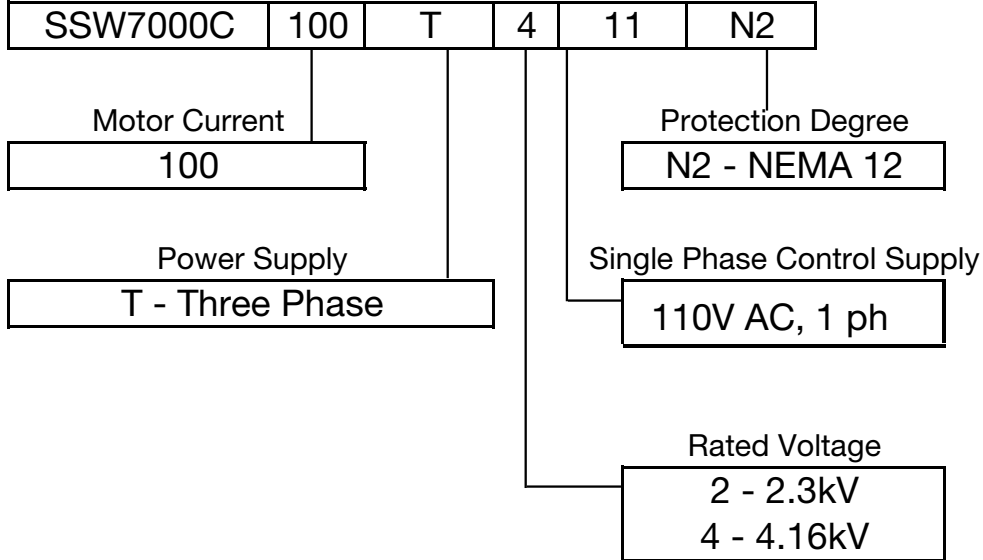 SSW7000C 100 T 4 11 N2
Motor Current
100
Protection Degree
N2 - NEMA 12
Power Supply
T - Three Phase
Single Phase Control Supply
110V AC, 1 ph
Rated Voltage
2 - 2.3kV
4 - 4.16kV